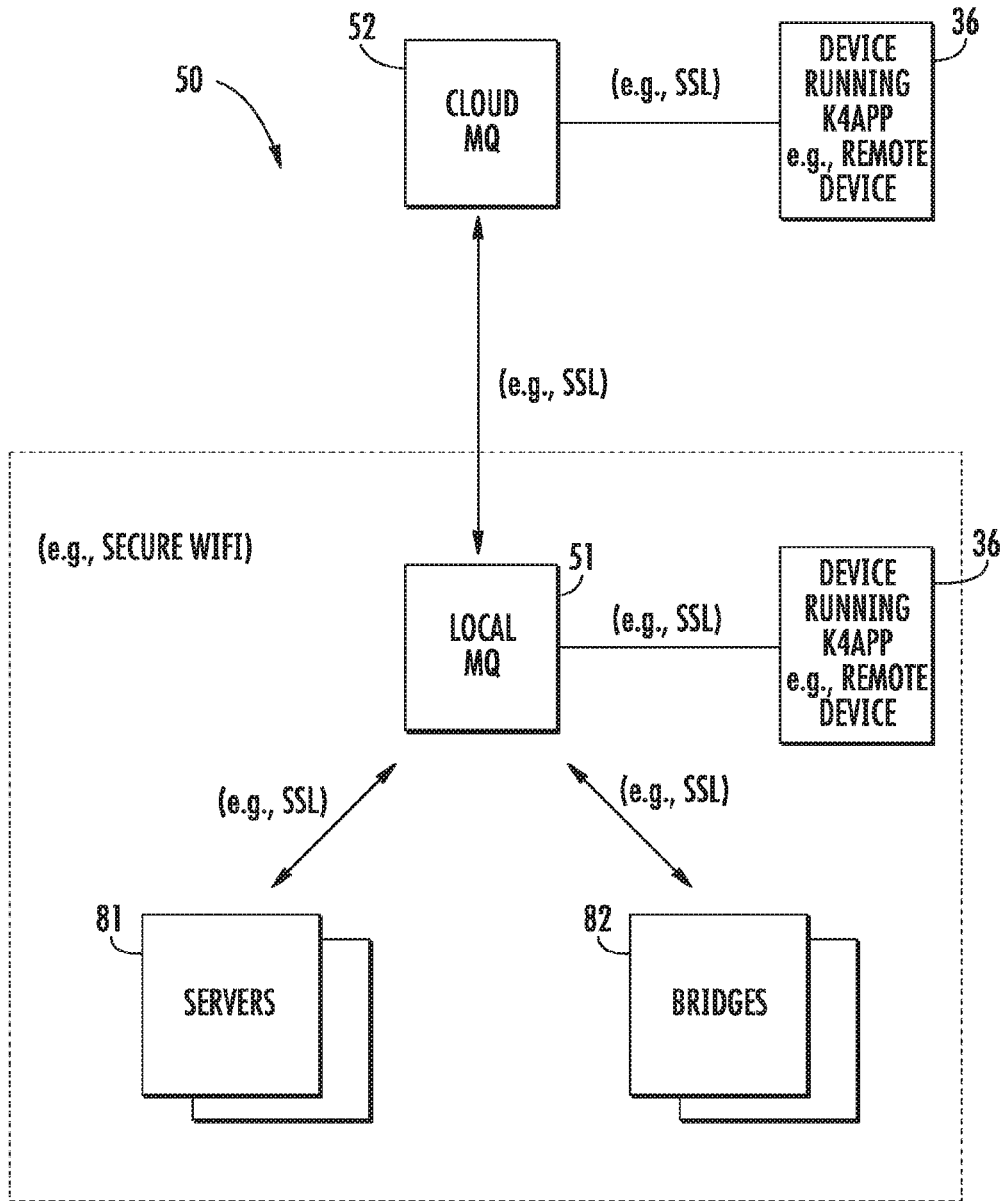 52
36
50
CLOUD
MQ
(e.g., SSL)
DEVICE
RUNNING
K4APP
e.g., REMOTE
DEVICE
(e.g., SSL)
(e.g., SECURE WIFI)
51
36
LOCAL
MQ
(e.g., SSL)
DEVICE
RUNNING
K4APP
e.g., REMOTE
DEVICE
(e.g., SSL)
(e.g., SSL)
81
82
SERVERS
BRIDGES